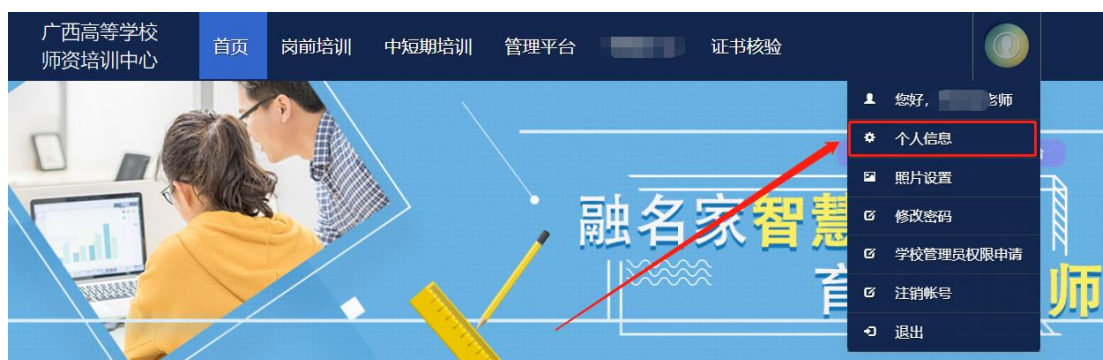 广西高等学校
师资培训中心
首页 岗前培训 中短期培训 管理平台 证书核验
您好, 老师
个人信息
照片设置
融名家智慧
修改密码
学校管理员权限申请
育 师
注销帐号
退出